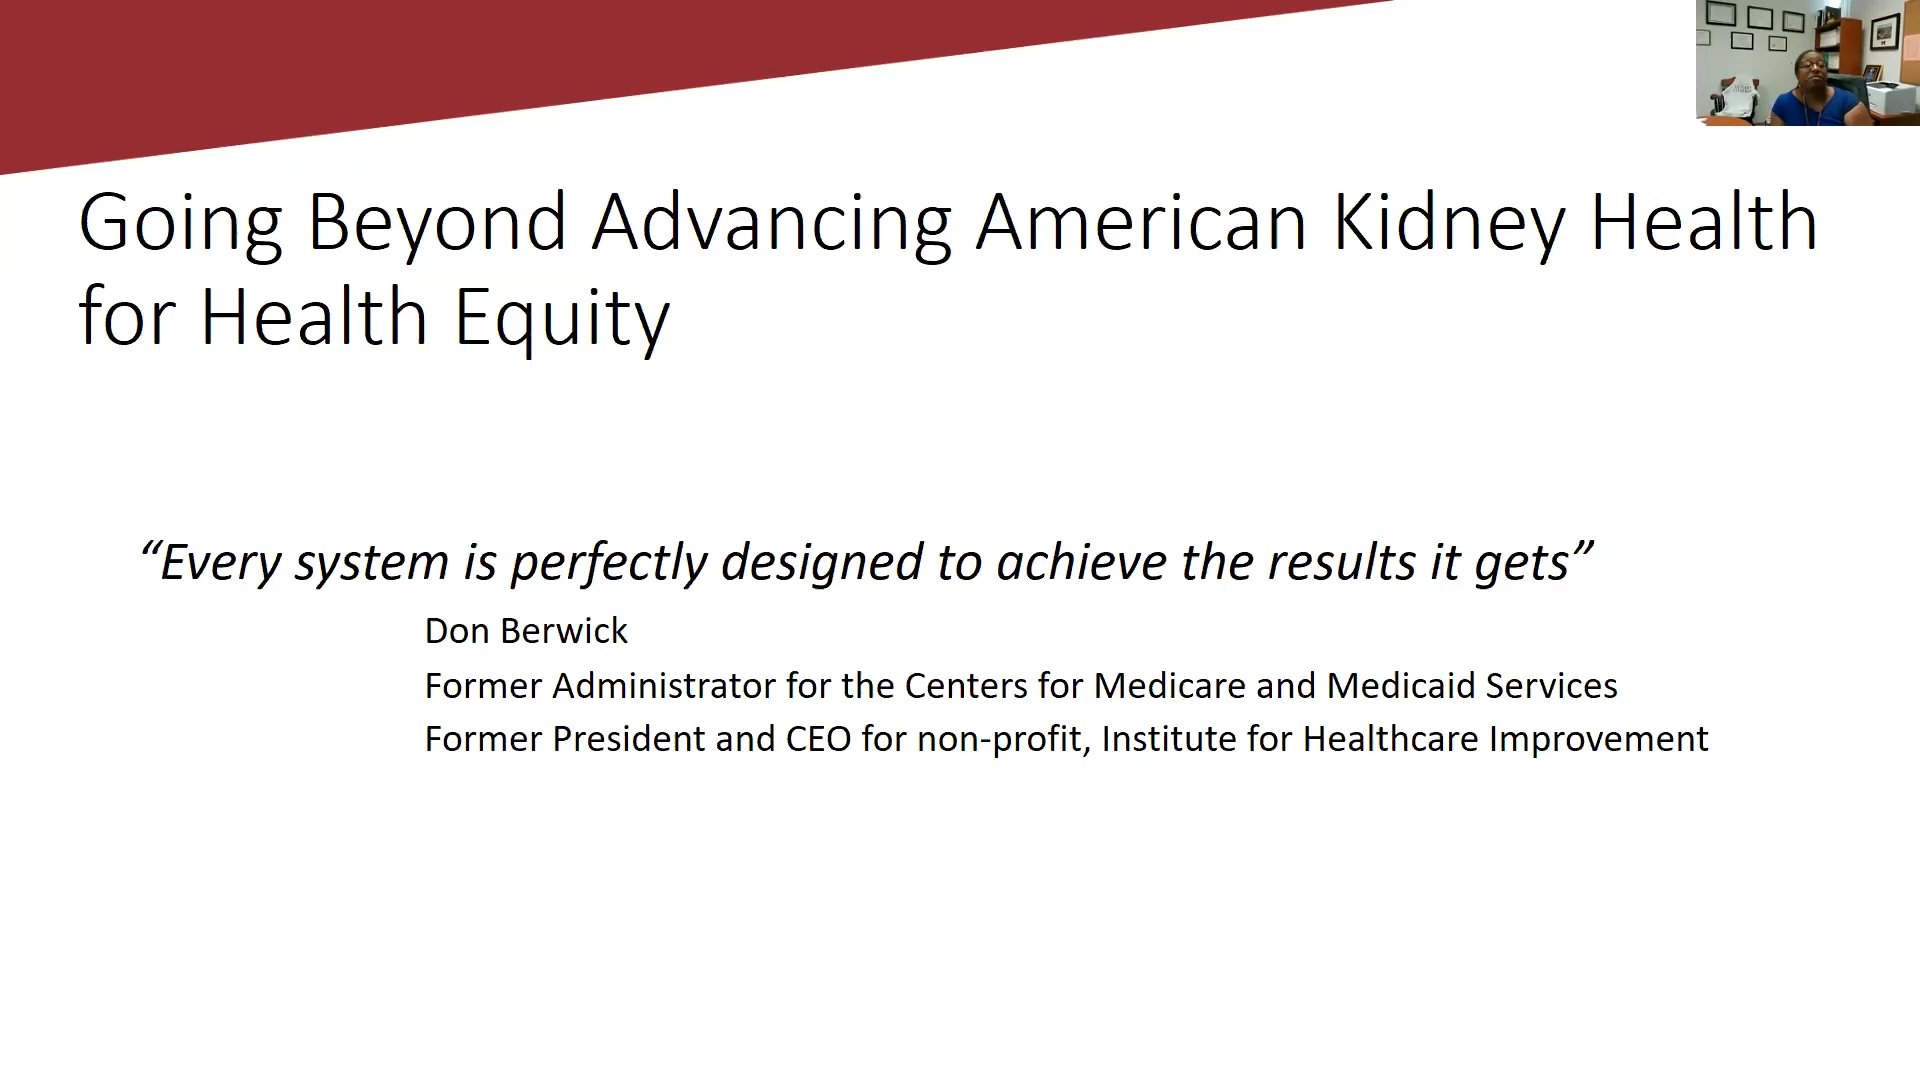 Going Beyond Advancing American Kidney Health
for Health Equity
“Every system is perfectly designed to achieve the results it gets”
Don Berwick
Former Administrator for the Centers for Medicare and Medicaid Services
Former President and CEO for non-profit, Institute for Healthcare Improvement